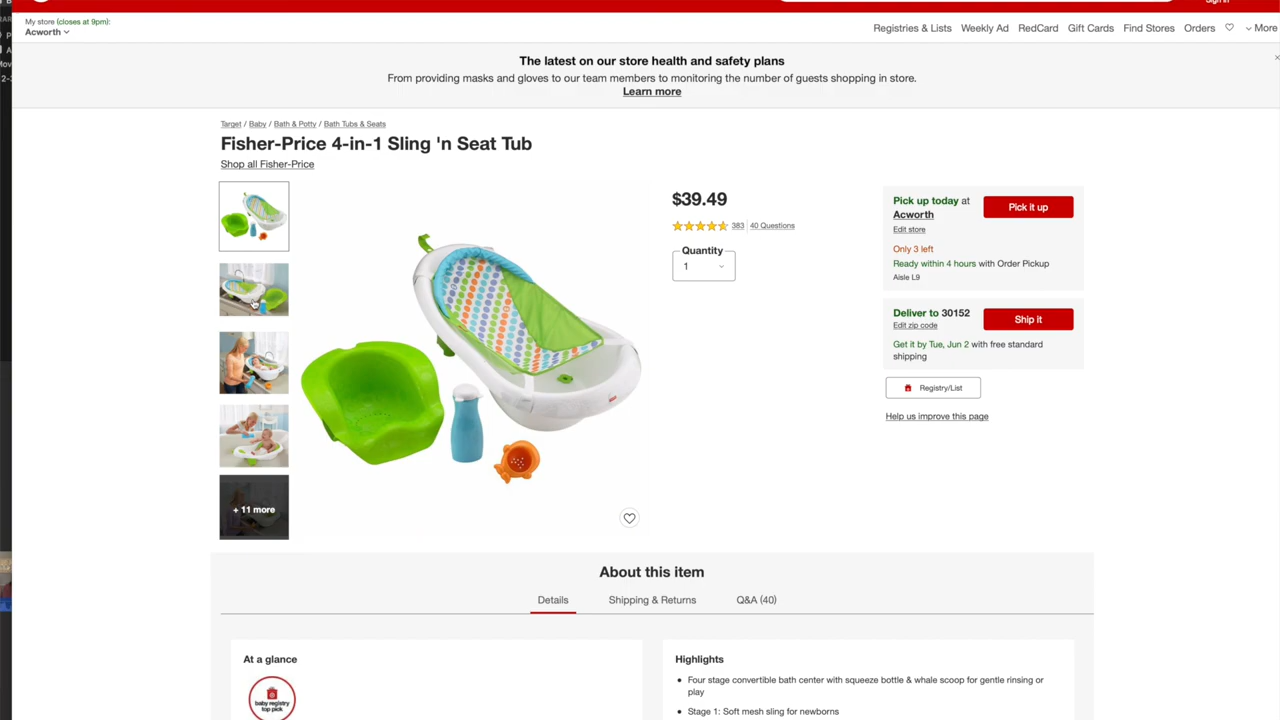 Sign in
My store (closes at 9pm):
Acworth
Registries & Lists
Weekly Ad
RedCard
Gift Cards
Find Stores
Orders
More
The latest on our store health and safety plans
From providing masks and gloves to our team members to monitoring the number of guests shopping in store.
Learn more
Target / Baby / Bath & Potty / Bath Tubs & Seats
Fisher-Price 4-in-1 Sling 'n Seat Tub
Shop all Fisher-Price
+ 11 more
$39.49
383 40 Questions
Quantity
1
Pick up today at
Acworth
Edit store
Pick it up
Only 3 left
Ready within 4 hours with Order Pickup
Aisle L9
Deliver to 30152
Edit zip code
Ship it
Get it by Tue, Jun 2 with free standard
shipping
Registry/List
Help us improve this page
About this item
Details
Shipping & Returns
Q&A (40)
At a glance
baby registry
top pick
Highlights
Four stage convertible bath center with squeeze bottle & whale scoop for gentle rinsing or
play
Stage 1: Soft mesh sling for newborns